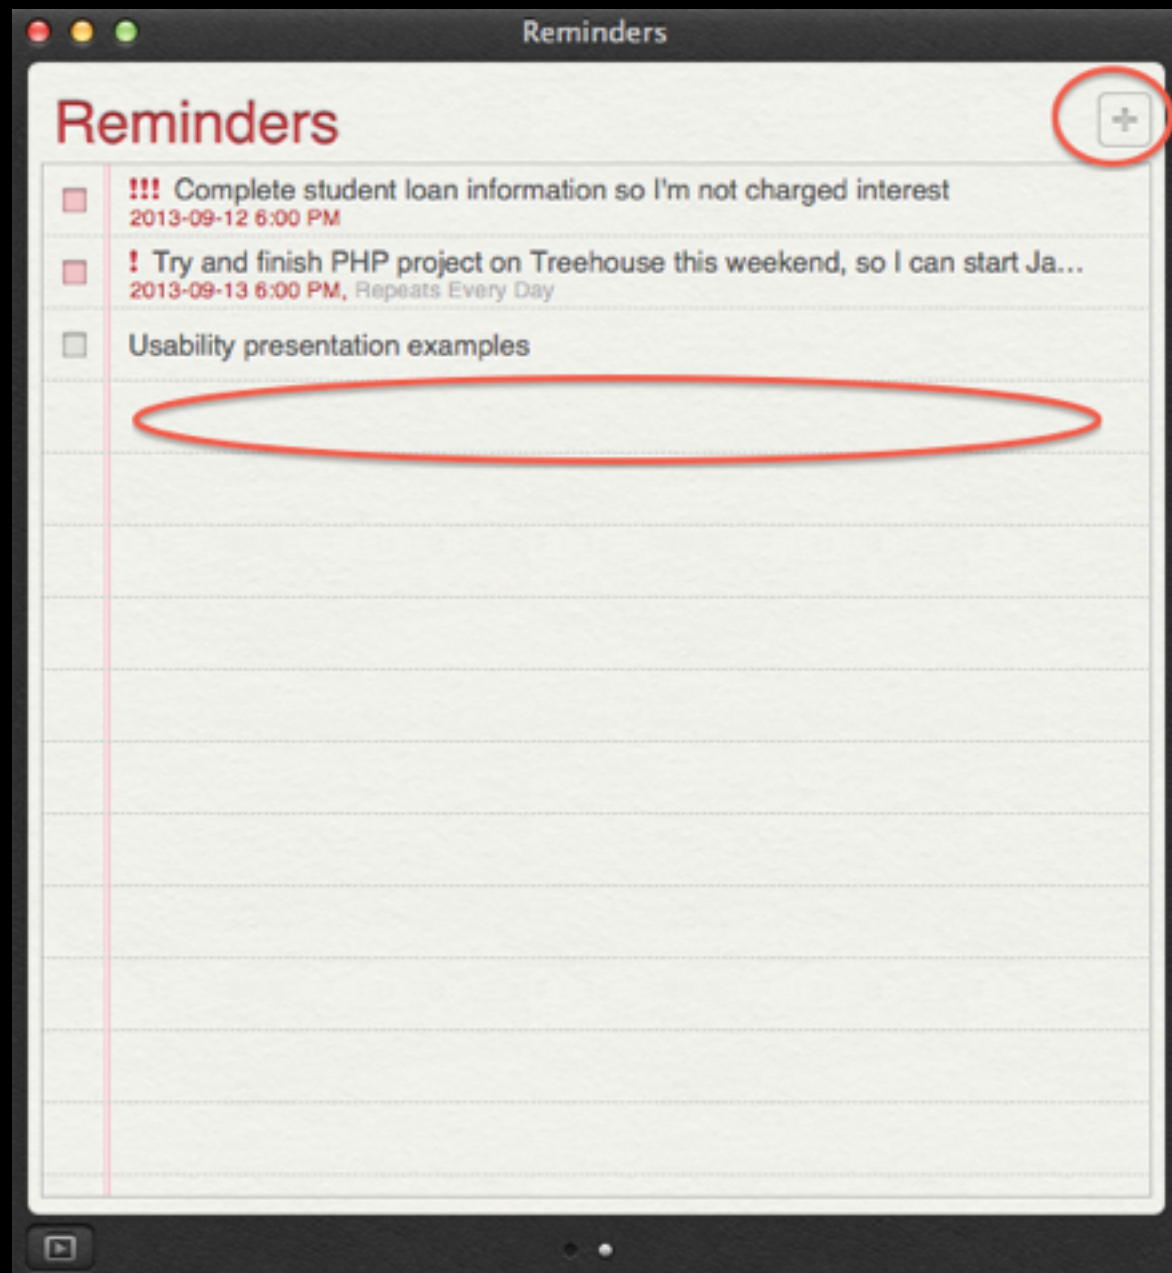 Reminders
Reminders
!!! Complete student loan information so I'm not charged interest
2013-09-12 6:00 PM
! Try and finish PHP project on Treehouse this weekend, so I can start Ja...
2013-09-13 6:00 PM, Repeats Every Day
Usability presentation examples